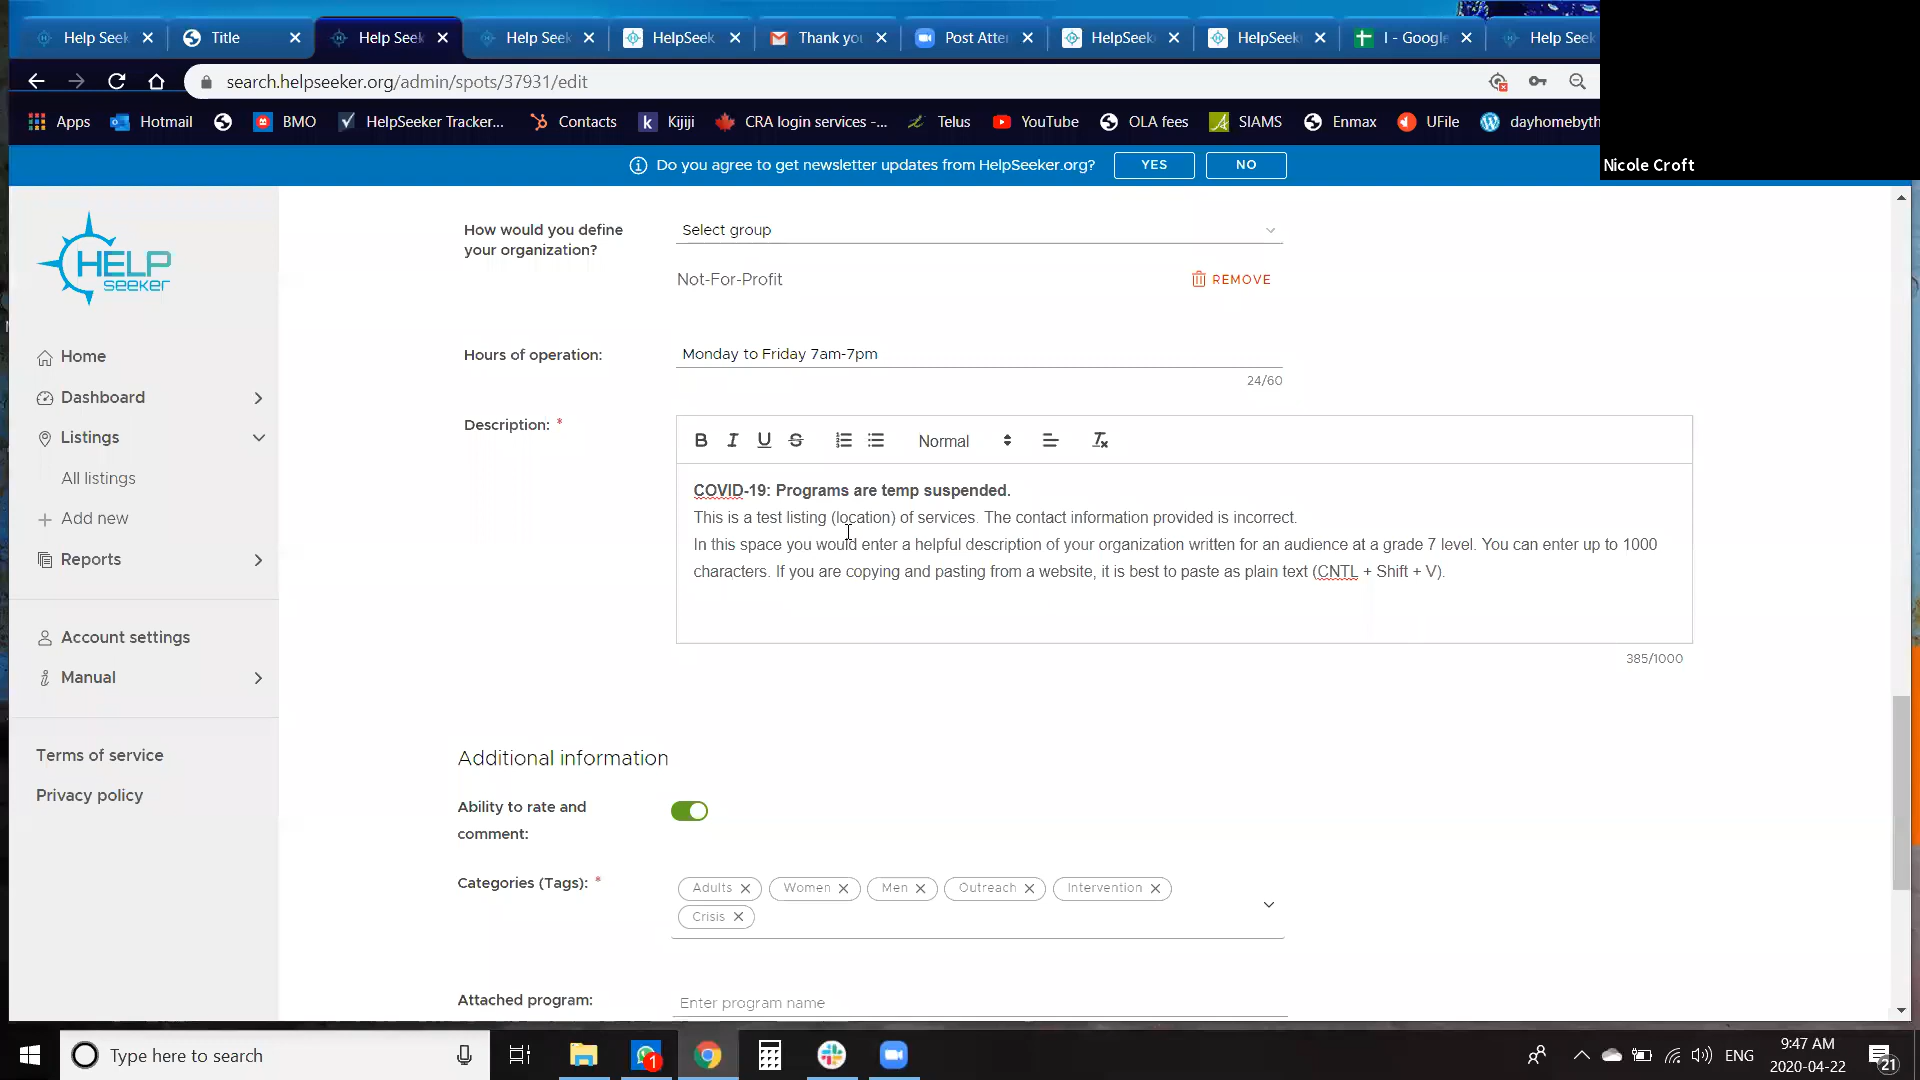 Help Seek
Title
Help Seek
Help Seek
HelpSeek
Thank you
Post Atte
HelpSeek
HelpSeek
I - Google
Help Seek
search.helpseeker.org/admin/spots/37931/edit
Apps
Hotmail
BMO
HelpSeeker Tracker...
Contacts
Kijiji
CRA login services -...
Telus
YouTube
OLA fees
SIAMS
Enmax
UFile
dayhomebyth
Nicole Croft
Do you agree to get newsletter updates from HelpSeeker.org?
YES
NO
HELP
seeker
Home
Dashboard
Listings
All listings
Add new
Reports
Account settings
Manual
Terms of service
Privacy policy
How would you define
your organization?
Select group
Not-For-Profit
REMOVE
Hours of operation:
Monday to Friday 7am-7pm
24/60
Description: *
B I U S
Normal
COVID-19: Programs are temp suspended.
This is a test listing (location) of services. The contact information provided is incorrect.
In this space you would enter a helpful description of your organization written for an audience at a grade 7 level. You can enter up to 1000
characters. If you are copying and pasting from a website, it is best to paste as plain text (CNTL + Shift + V).
385/1000
Additional information
Ability to rate and
comment:
Categories (Tags): *
Adults
Women
Men
Outreach
Intervention
Crisis
Attached program:
Enter program name
Type here to search
1
ENG
9:47 AM
2020-04-22
21